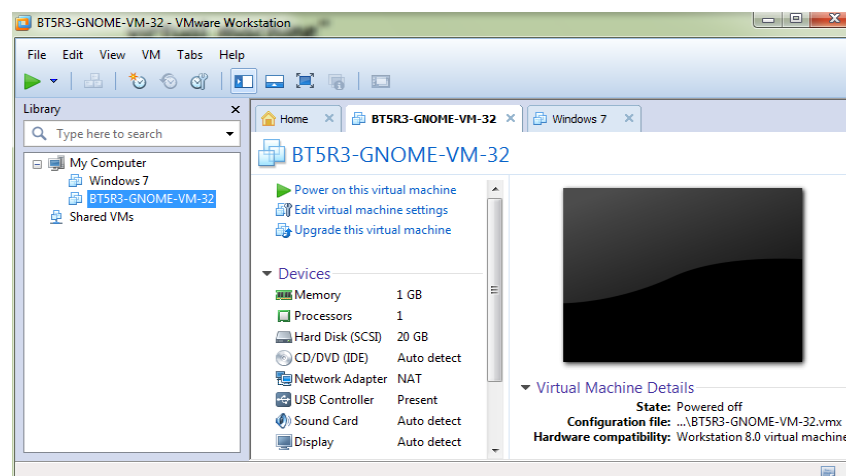 BT5R3-GNOME-VM-32 - VMware Workstation
File Edit View VM Tabs Help
Library ×
Type here to search
My Computer
Windows 7
BT5R3-GNOME-VM-32
Shared VMs
Home × BT5R3-GNOME-VM-32 × Windows 7 ×
BT5R3-GNOME-VM-32
Power on this virtual machine
Edit virtual machine settings
Upgrade this virtual machine
Devices
Memory 1 GB
Processors 1
Hard Disk (SCSI) 20 GB
CD/DVD (IDE) Auto detect
Network Adapter NAT
USB Controller Present
Sound Card Auto detect
Display Auto detect
Virtual Machine Details
State: Powered off
Configuration file: ...\BT5R3-GNOME-VM-32.vmx
Hardware compatibility: Workstation 8.0 virtual machine